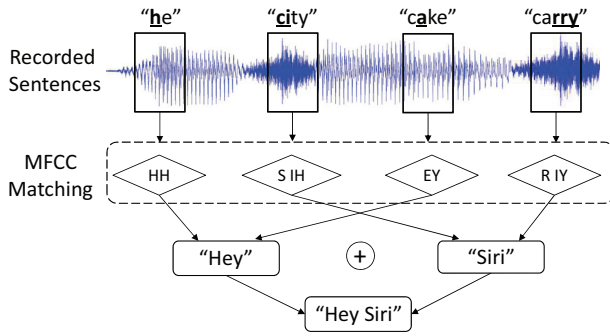 “he” “city” “cake” “carry”
Recorded
Sentences
MFCC
Matching
HH S IH EY R IY
“Hey” + “Siri”
“Hey Siri”